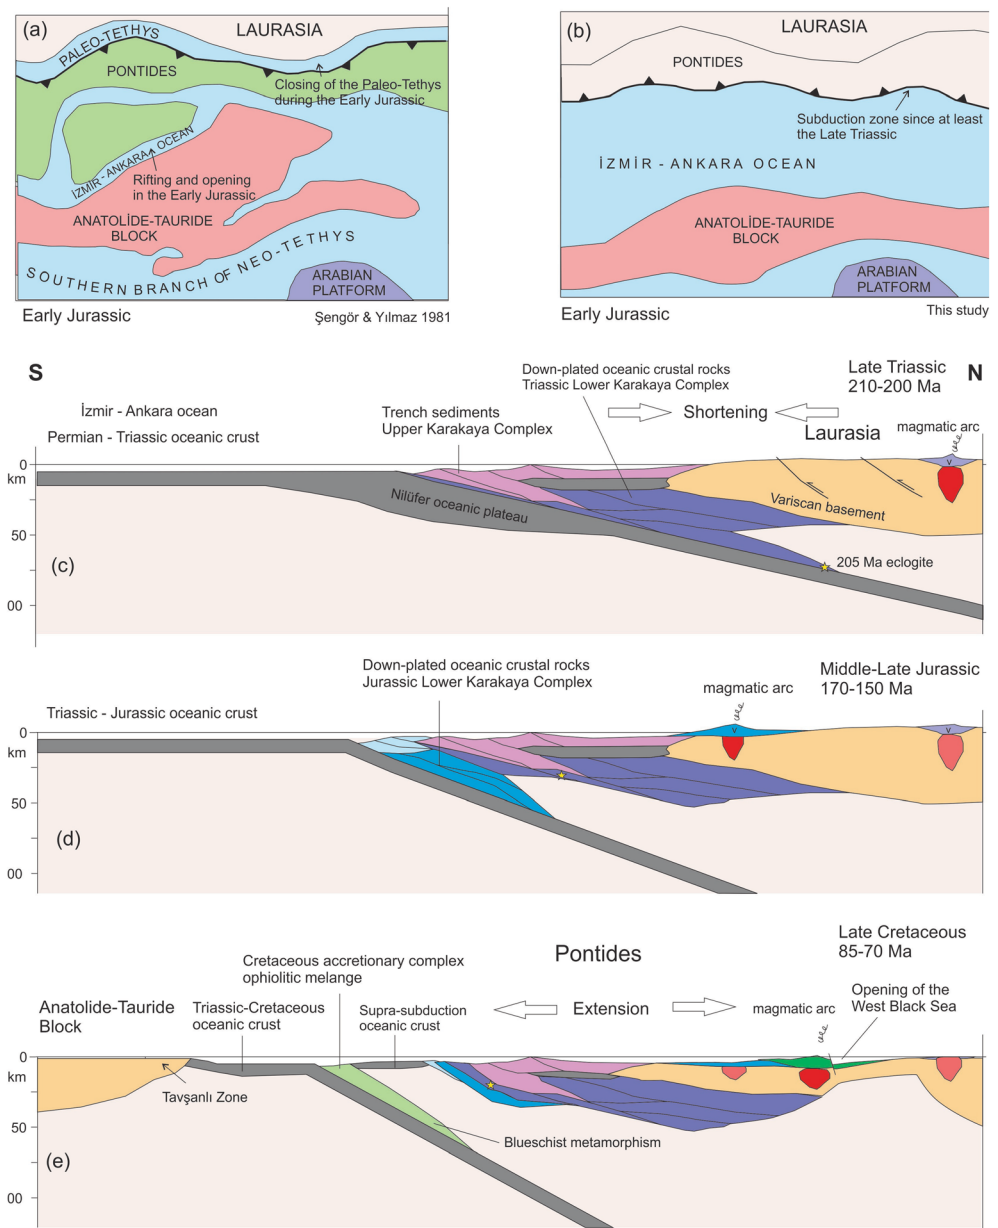 (a)
LAURASIA
PALEO-TETHYS
PONTIDES
Closing of the Paleo-Tethys
during the Early Jurassic
İZMİR - ANKARA OCEAN
Rifting and opening
in the Early Jurassic
ANATOLİDE-TAURIDE
BLOCK
SOUTHERN BRANCH OF NEO-TETHYS
ARABIAN
PLATFORM
Early Jurassic
Şengör & Yılmaz 1981
(b)
LAURASIA
PONTIDES
Subduction zone since at least
the Late Triassic
İZMİR - ANKARA OCEAN
ANATOLİDE-TAURIDE
BLOCK
ARABIAN
PLATFORM
Early Jurassic
This study
S
N
Down-plated oceanic crustal rocks
Triassic Lower Karakaya Complex
Late Triassic
210-200 Ma
İzmir - Ankara ocean
Permian - Triassic oceanic crust
Trench sediments
Upper Karakaya Complex
Shortening
Laurasia
magmatic arc
0
km
50
00
v
Nilüfer oceanic plateau
Variscan basement
205 Ma eclogite
(c)
Down-plated oceanic crustal rocks
Jurassic Lower Karakaya Complex
Middle-Late Jurassic
170-150 Ma
magmatic arc
Triassic - Jurassic oceanic crust
0
km
50
00
v
v
(d)
Late Cretaceous
85-70 Ma
Pontides
Cretaceous accretionary complex
ophiolitic melange
Opening of the
West Black Sea
Anatolide-Tauride
Block
Triassic-Cretaceous
oceanic crust
Supra-subduction
oceanic crust
Extension
magmatic arc
0
km
50
00
Tavşanlı Zone
Blueschist metamorphism
(e)